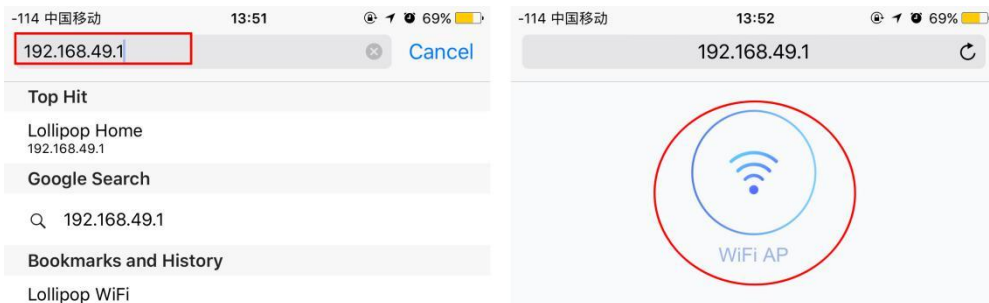 -114 中国移动 13:51 69%
192.168.49.1 Cancel
Top Hit
Lollipop Home
192.168.49.1
Google Search
192.168.49.1
Bookmarks and History
Lollipop WiFi
-114 中国移动 13:52 69%
192.168.49.1
WiFi AP